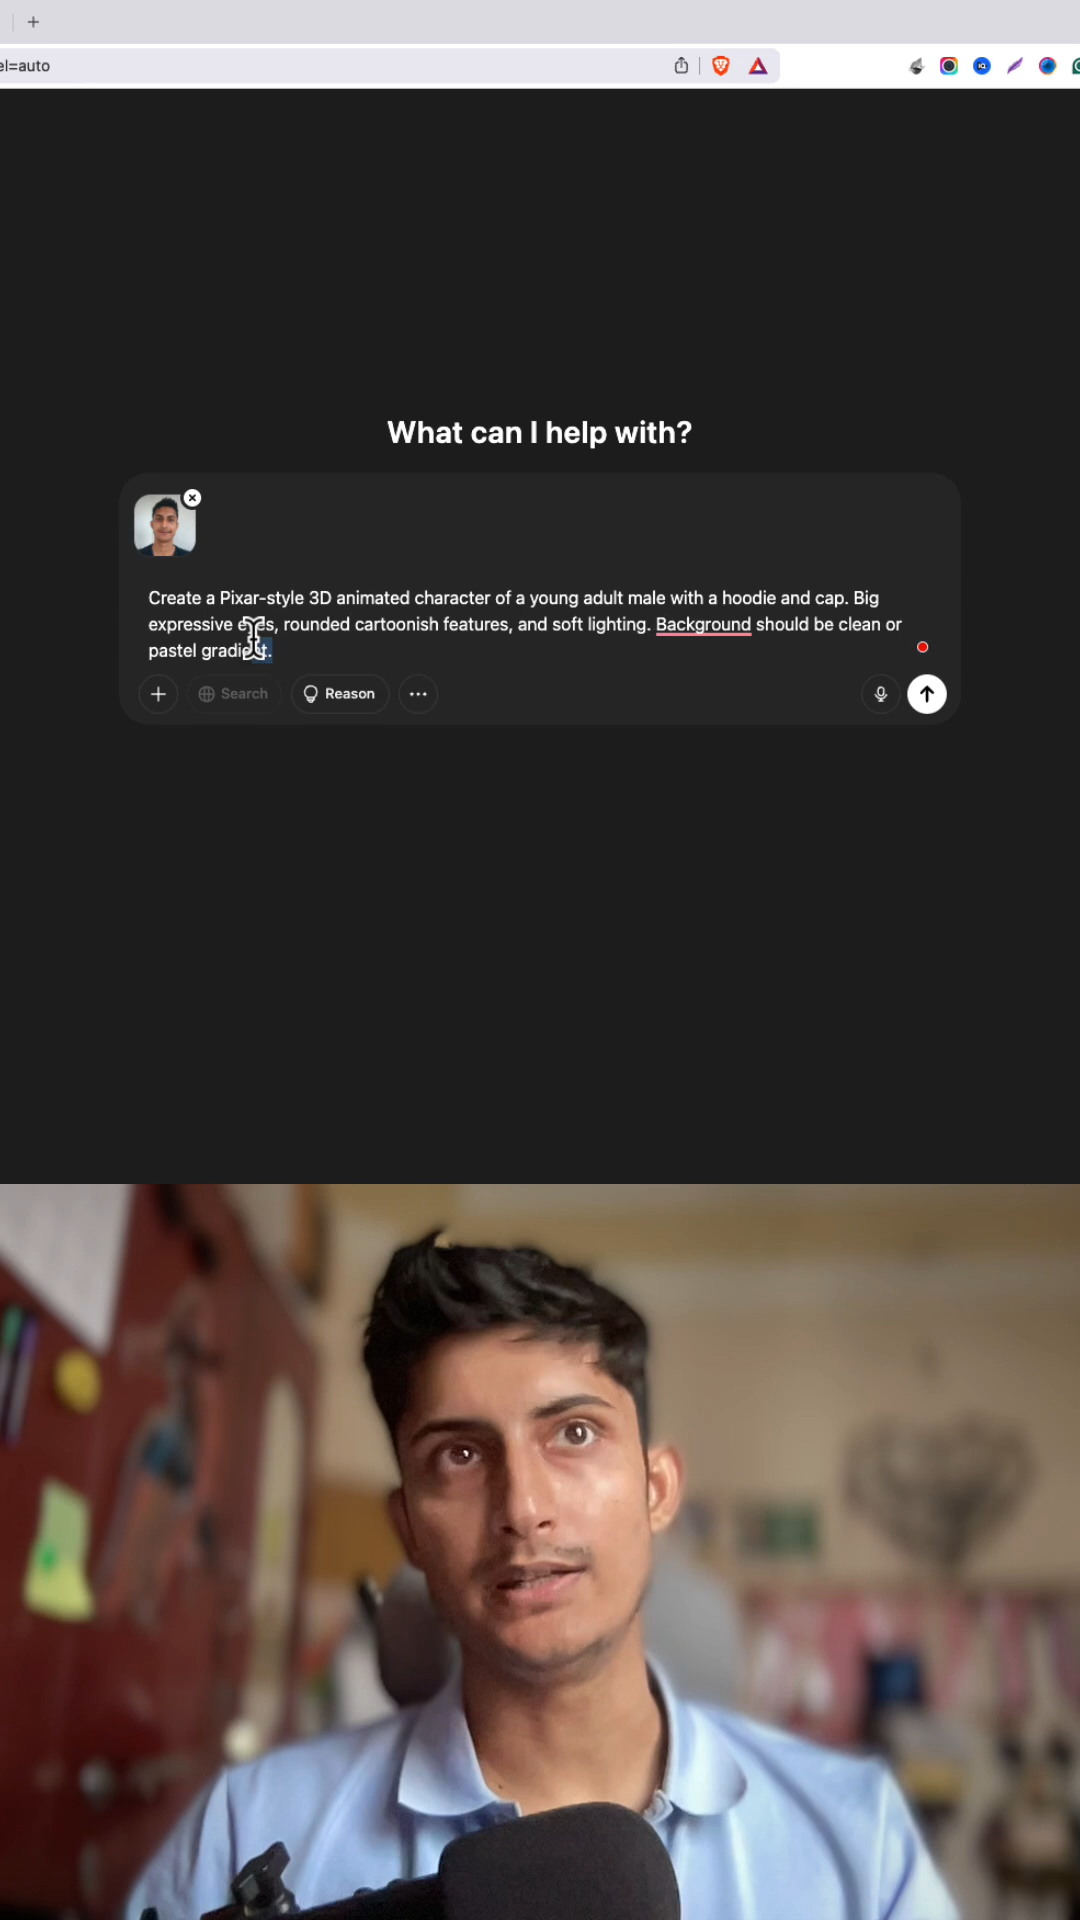 el=auto
What can I help with?
Create a Pixar-style 3D animated character of a young adult male with a hoodie and cap. Big
expressive eyes, rounded cartoonish features, and soft lighting. Background should be clean or
pastel gradient.
Search
Reason